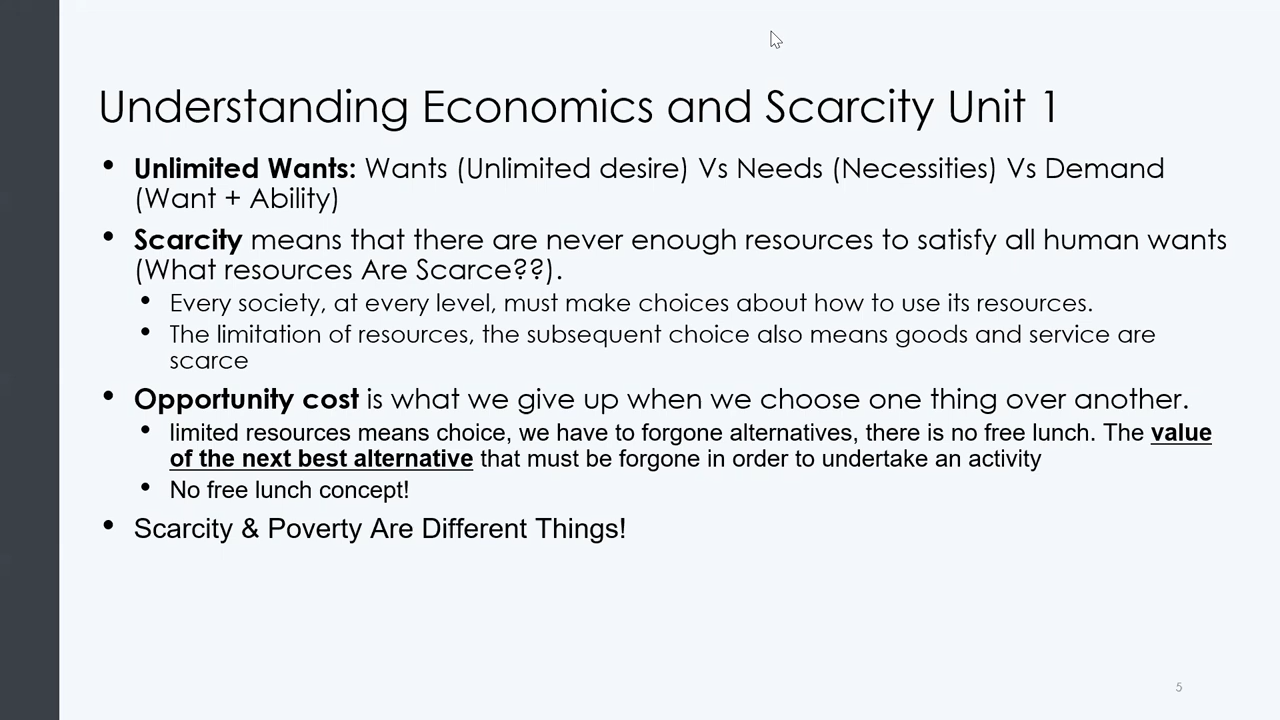 Understanding Economics and Scarcity Unit 1
• Unlimited Wants: Wants (Unlimited desire) Vs Needs (Necessities) Vs Demand
(Want + Ability)
• Scarcity means that there are never enough resources to satisfy all human wants
(What resources Are Scarce??).
• Every society, at every level, must make choices about how to use its resources.
• The limitation of resources, the subsequent choice also means goods and service are
scarce
• Opportunity cost is what we give up when we choose one thing over another.
• limited resources means choice, we have to forgone alternatives, there is no free lunch. The value
of the next best alternative that must be forgone in order to undertake an activity
• No free lunch concept!
• Scarcity & Poverty Are Different Things!
5